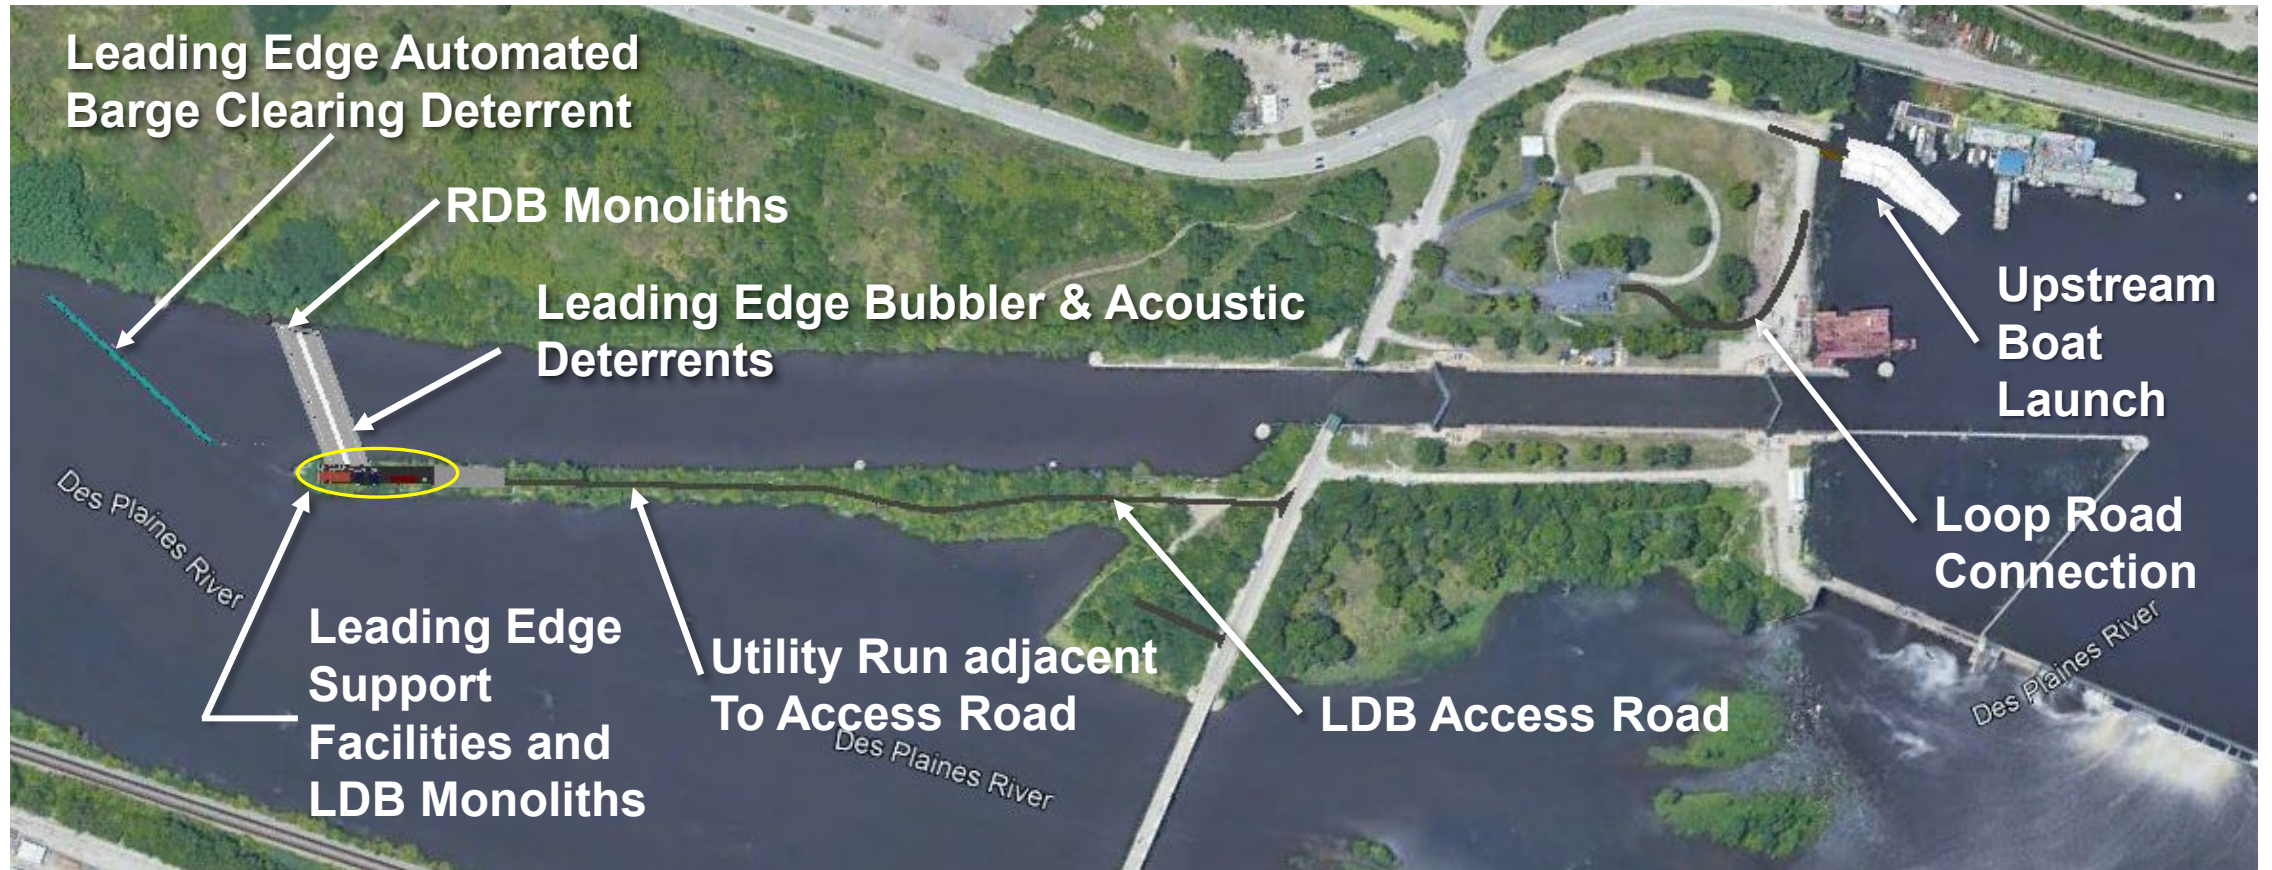 Leading Edge Automated
Barge Clearing Deterrent
RDB Monoliths
Leading Edge Bubbler & Acoustic
Deterrents
Upstream
Boat
Launch
Des Plaines River
Loop Road
Connection
Leading Edge
Support
Facilities and
LDB Monoliths
Utility Run adjacent
To Access Road
LDB Access Road
Des Plaines River
Des Plaines River